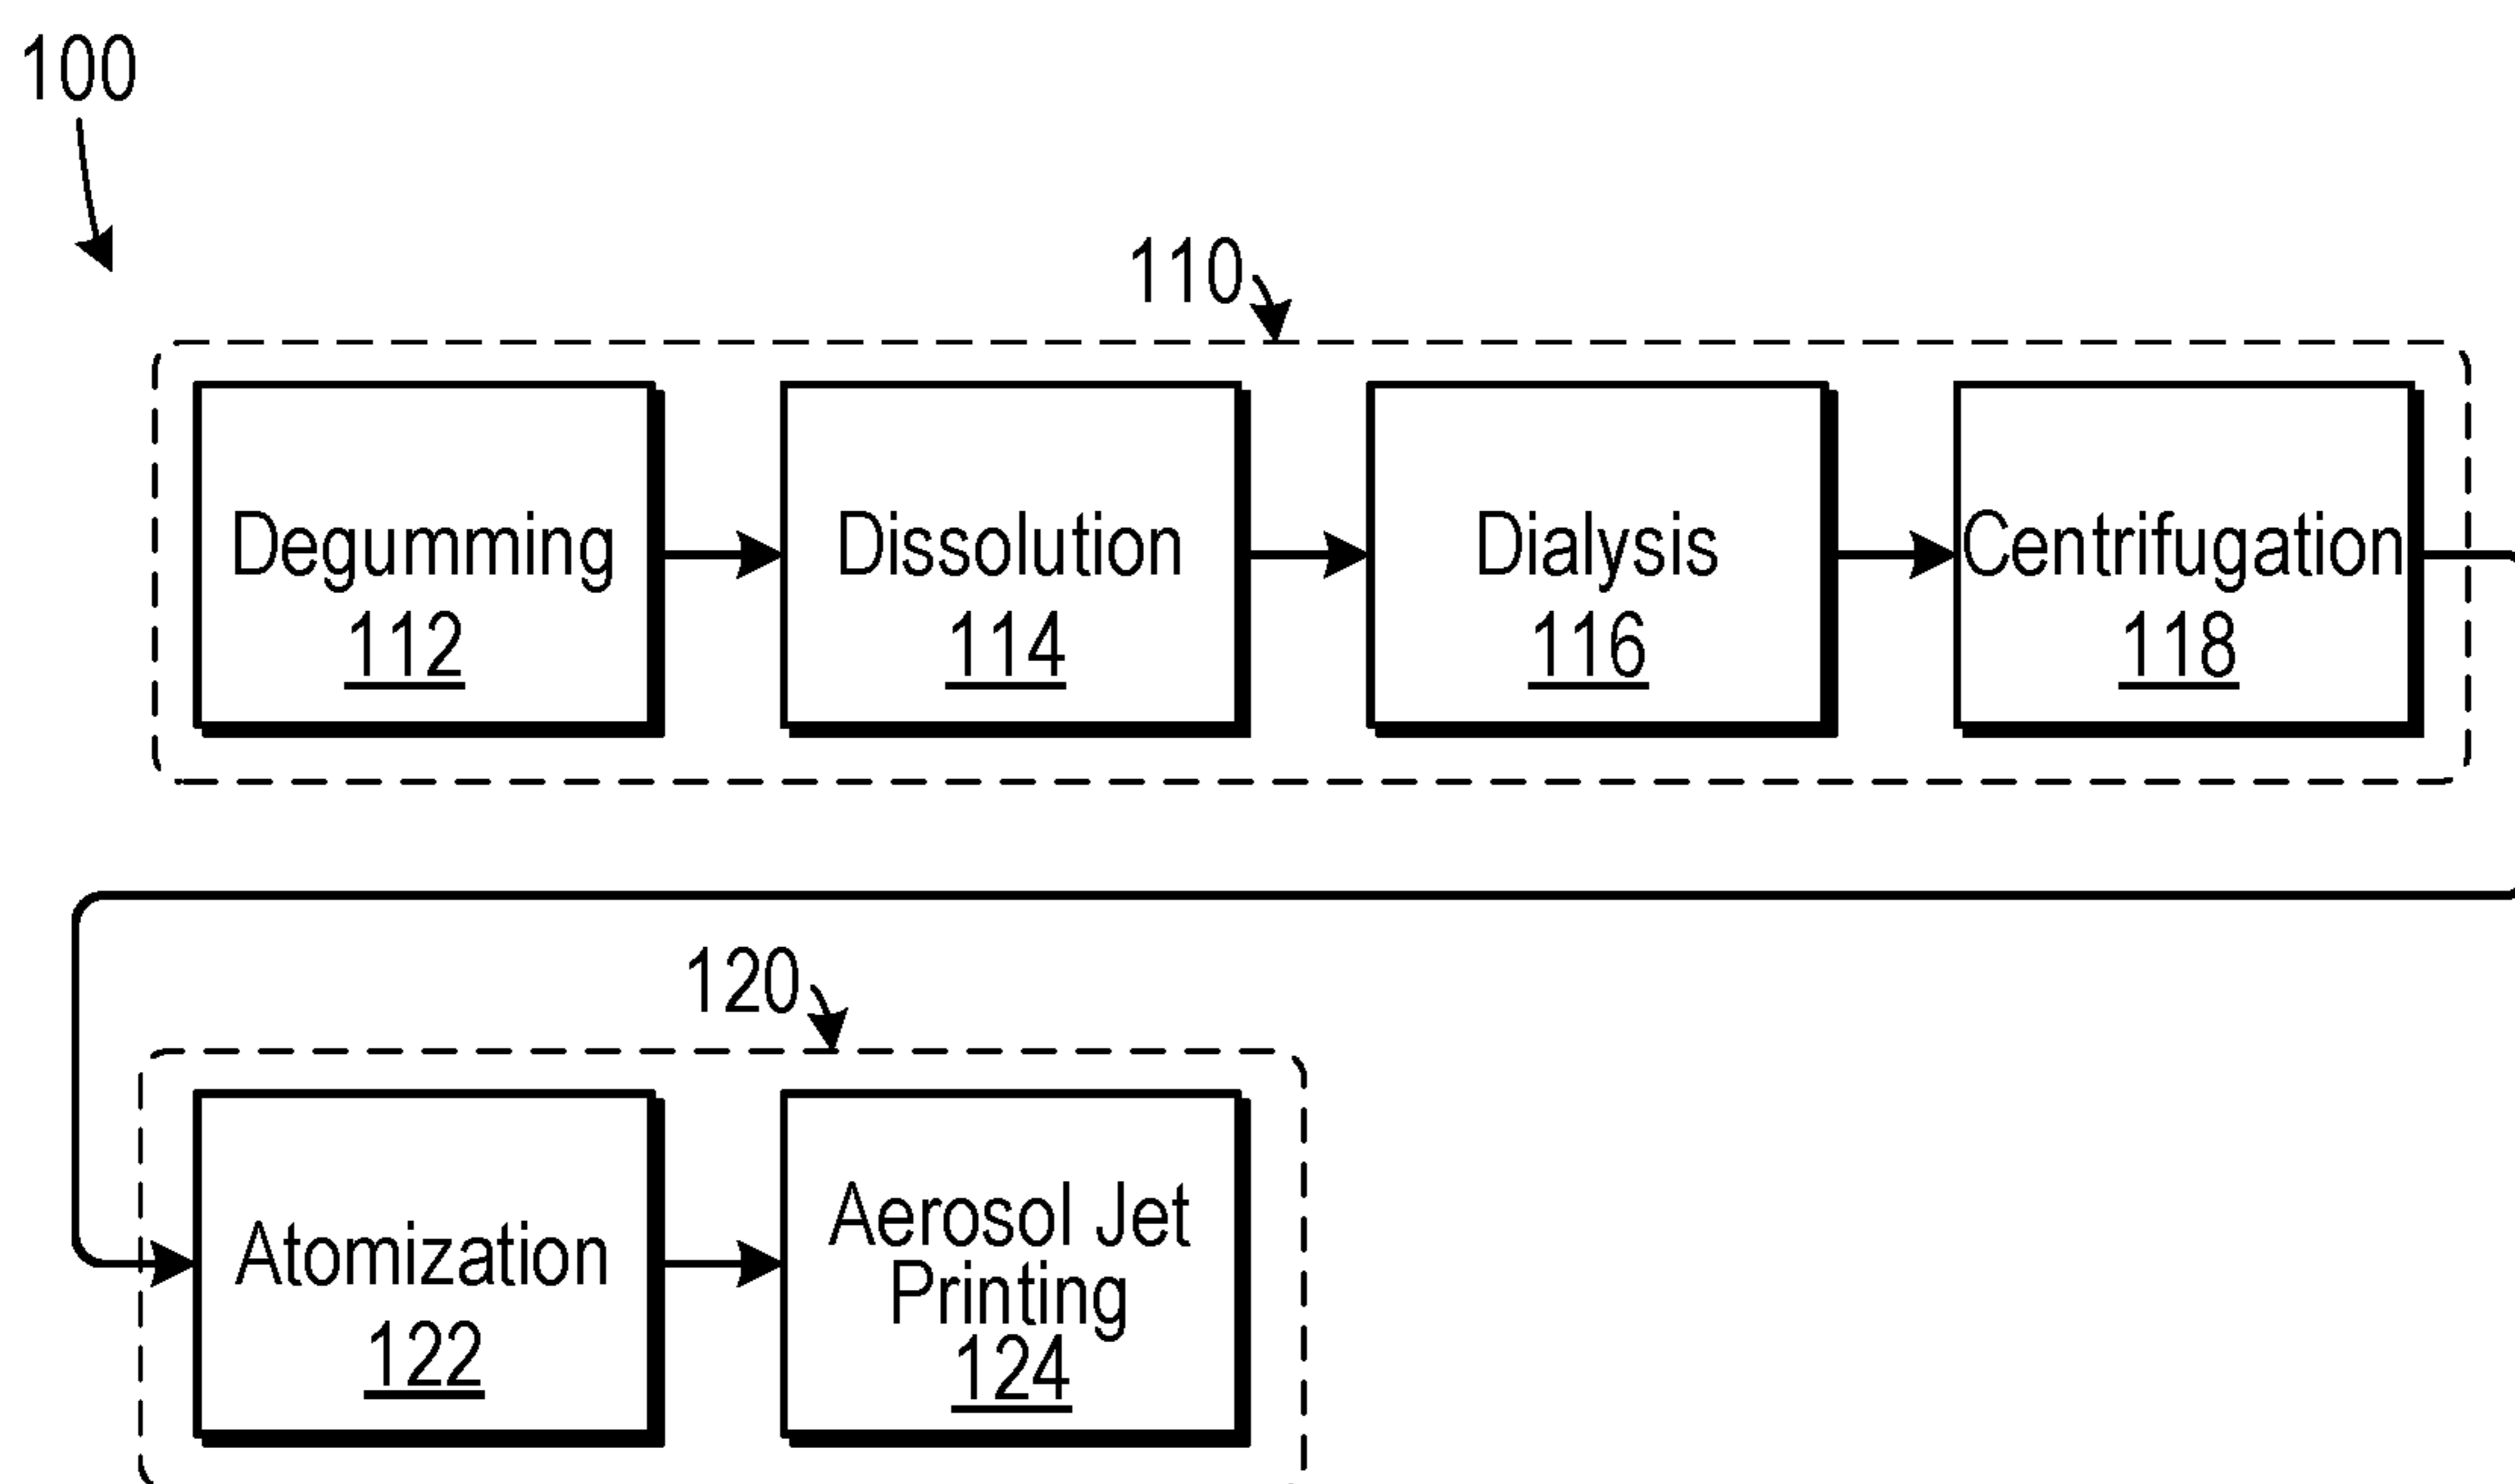 100
110
Degumming
112
Dissolution
114
Dialysis
116
Centrifugation
118
120
Atomization
122
Aerosol Jet
Printing
124